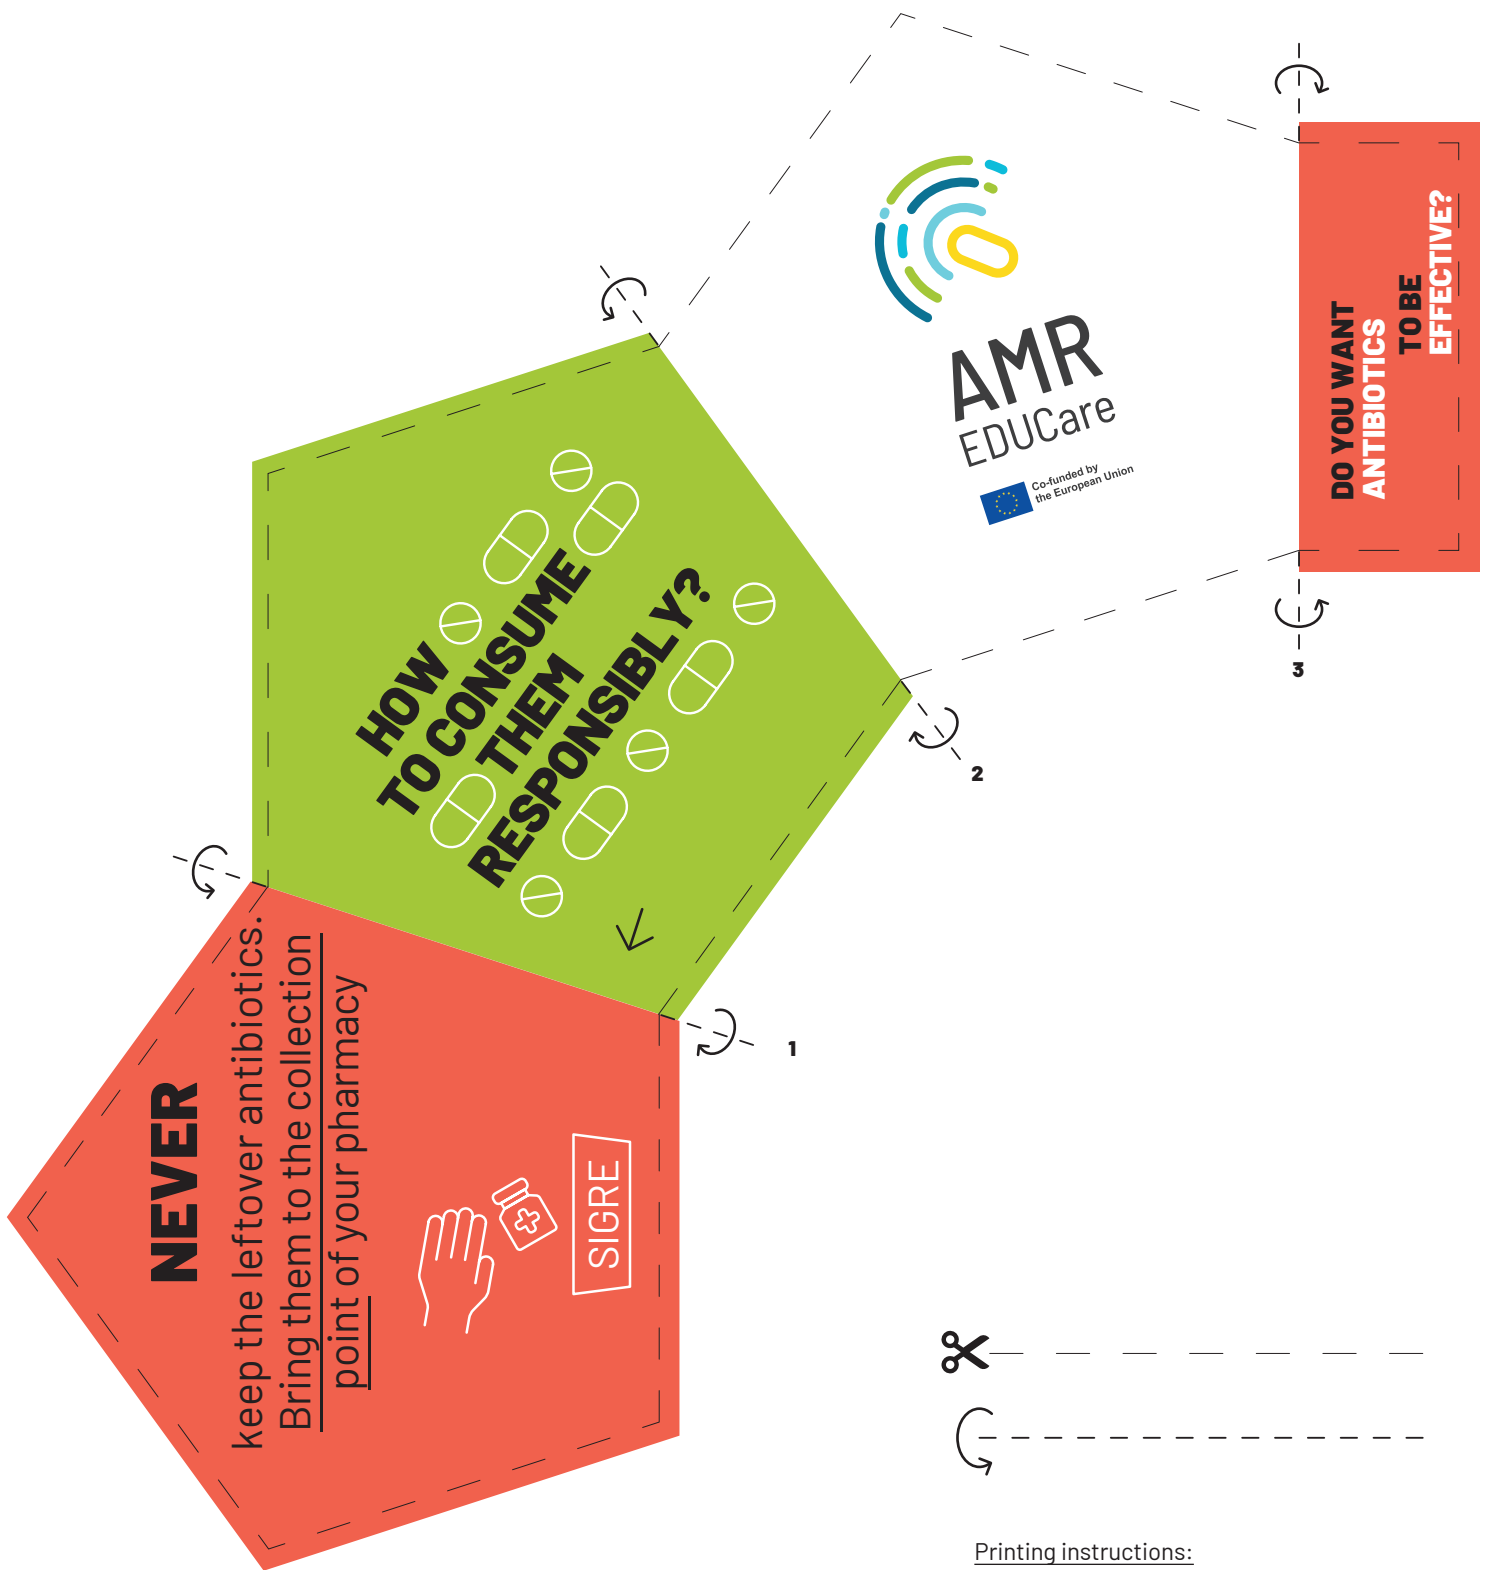 AMR
EDUCare
Co-funded by
the European Union
DO YOU WANT
ANTIBIOTICS
TO BE
EFFECTIVE?
3
HOW
TO CONSUME
THEM
RESPONSIBLY?
2
1
NEVER
keep the leftover antibiotics.
Bring them to the collection
point of your pharmacy
SIGRE
Printing instructions: